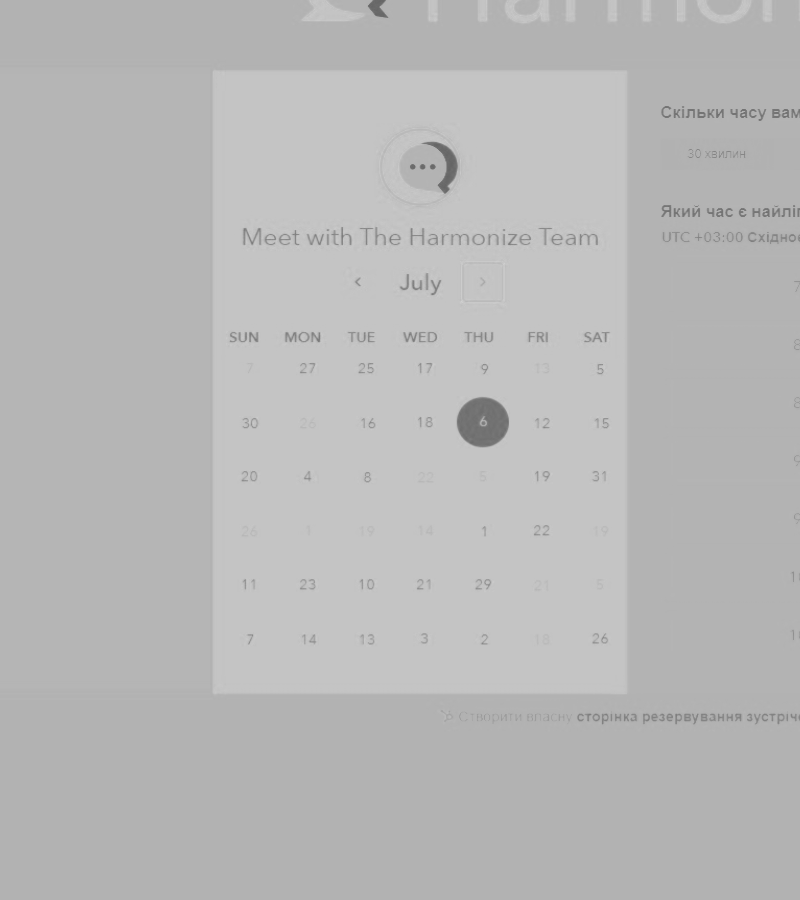 Harmon
Скільки часу вам
30 хвилин
Який час є найліп
UTC +03:00 Східноє
Meet with The Harmonize Team
July
SUN MON TUE WED THU FRI SAT
7 27 25 17 9 13 5
30 26 16 18 6 12 15
20 4 8 22 5 19 31
26 1 19 14 1 22 19
11 23 10 21 29 21 5
7 14 13 3 2 18 26
7
8
8
9
9
1
1
Створити власну сторінка резервування зустріче